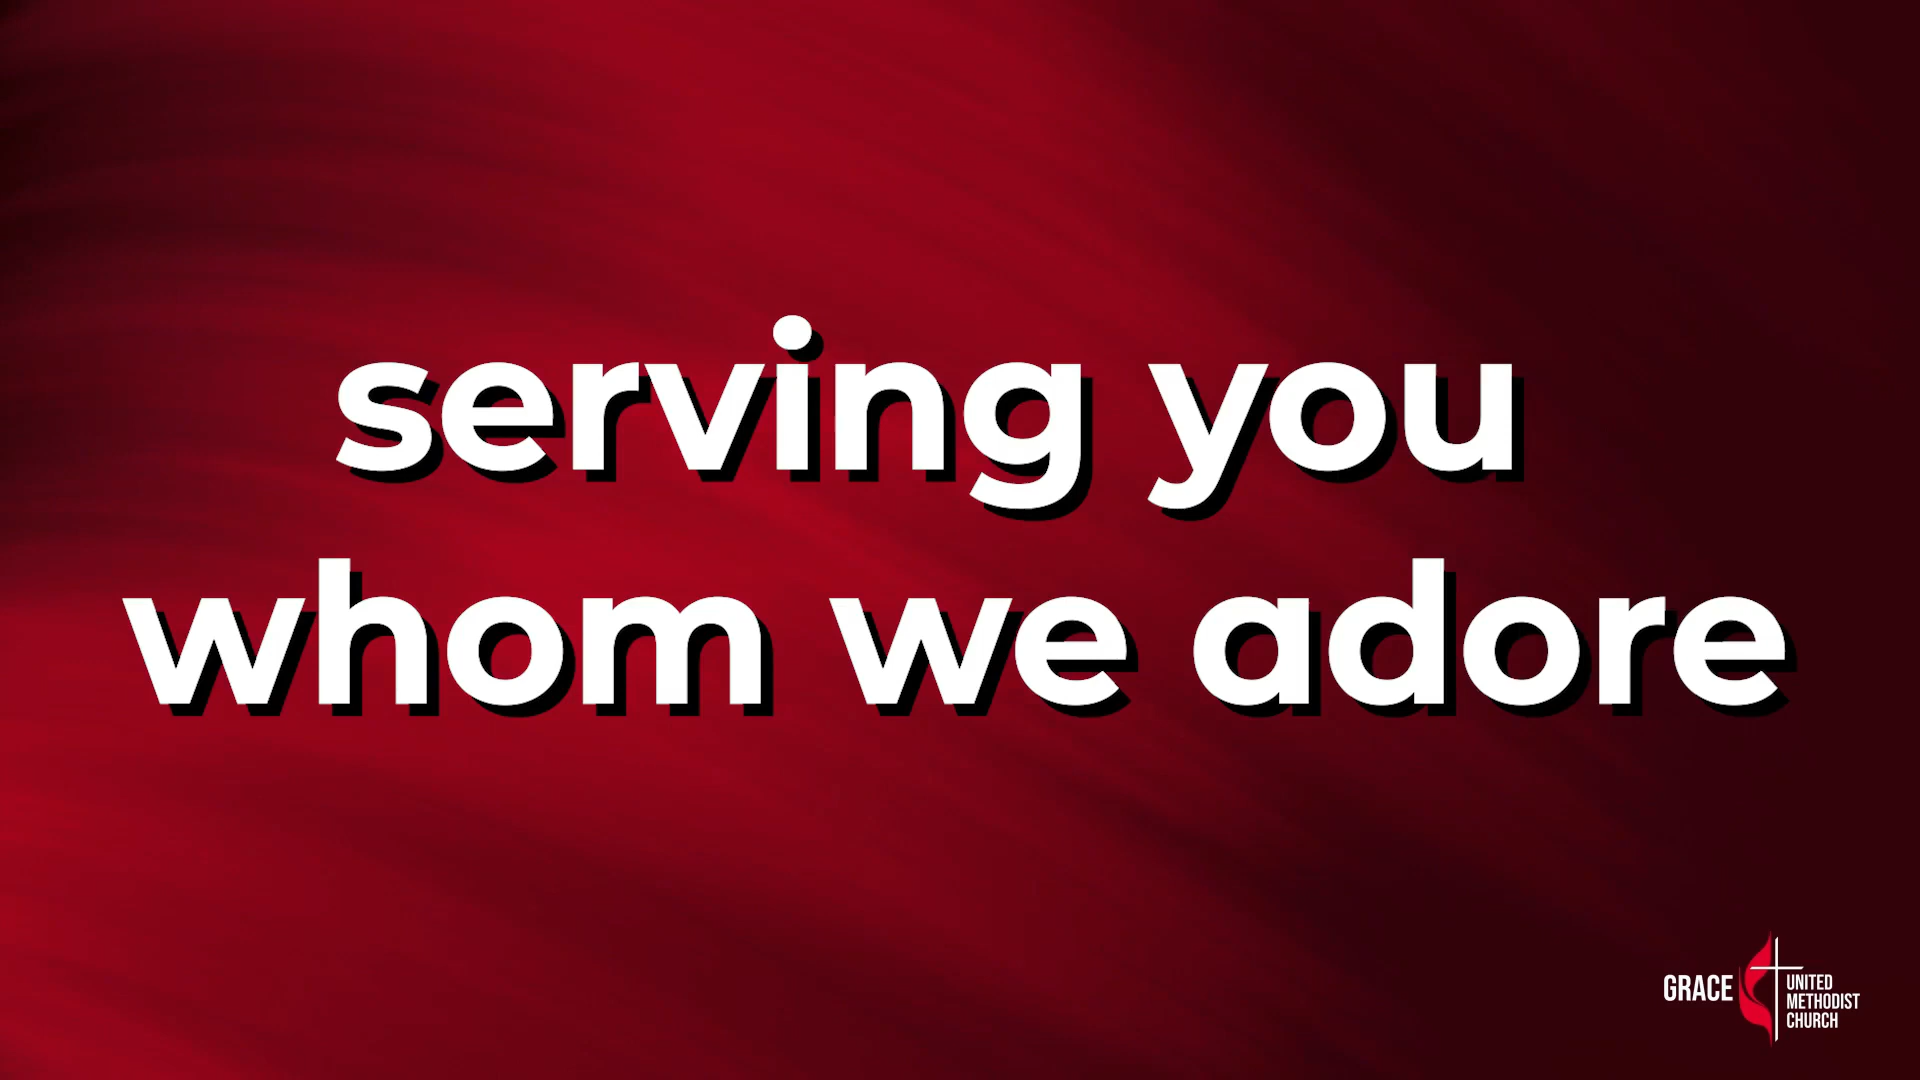 serving you
whom we adore
GRACE
UNITED
METHODIST
CHURCH